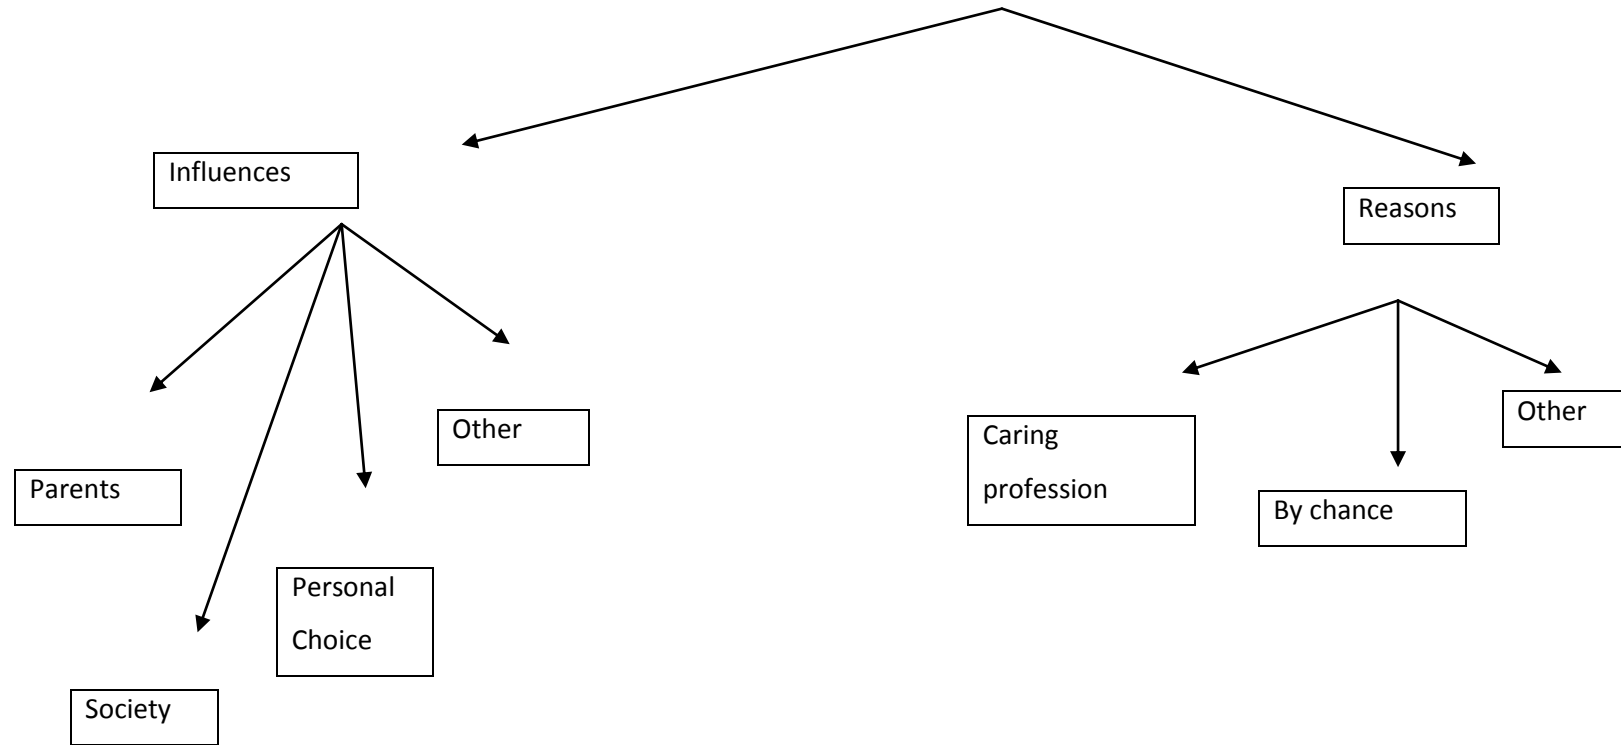 Influences
Reasons
Other
Caring
profession
Other
Parents
By chance
Personal
Choice
Society